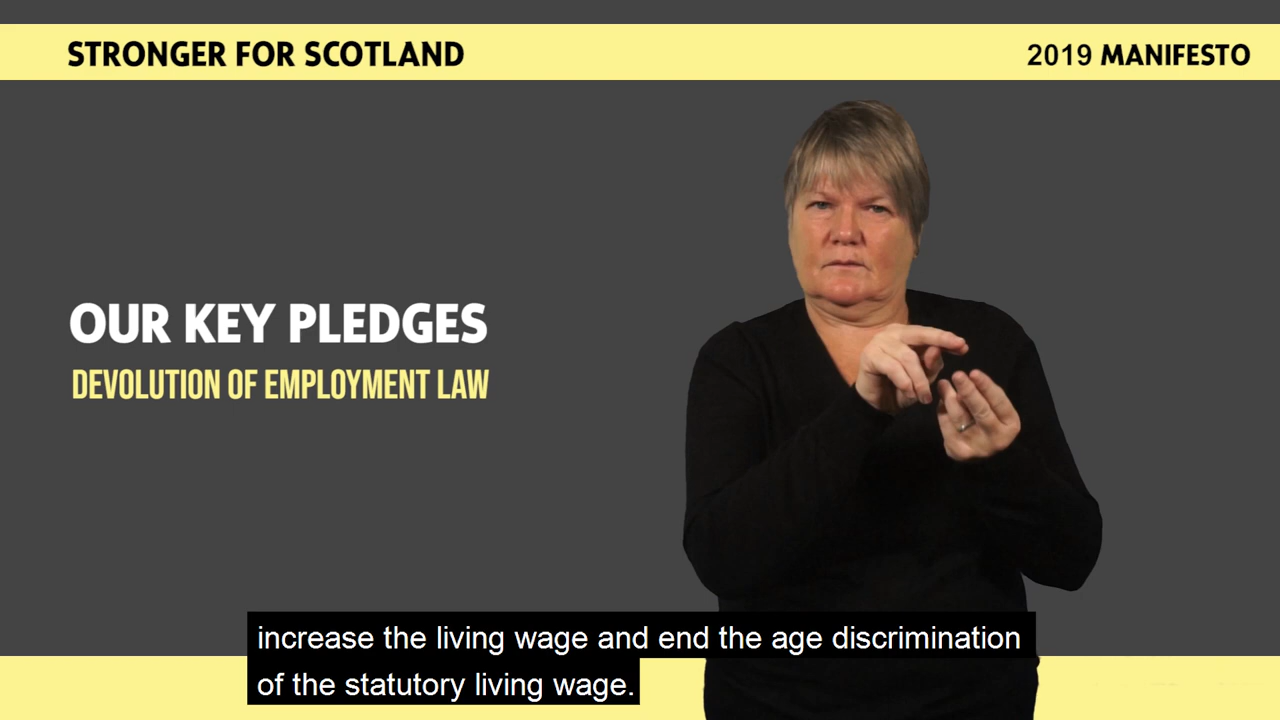 STRONGER FOR SCOTLAND
2019 MANIFESTO
OUR KEY PLEDGES
DEVOLUTION OF EMPLOYMENT LAW
increase the living wage and end the age discrimination
of the statutory living wage.